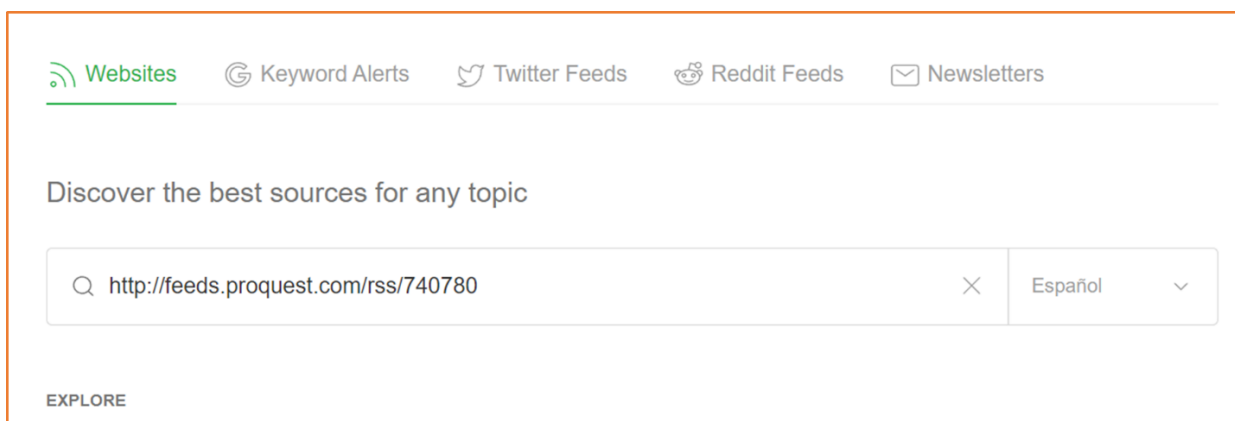 Websites Keyword Alerts Twitter Feeds Reddit Feeds Newsletters
Discover the best sources for any topic
http://feeds.proquest.com/rss/740780 Español
EXPLORE